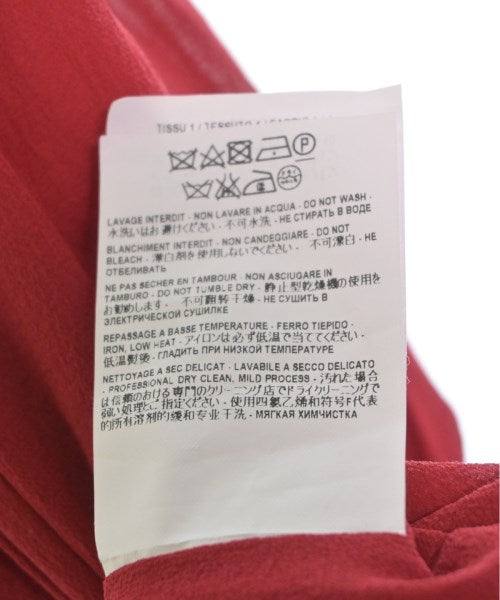 TISSU 1 / TESSUTO
P
LAVAGE INTERDIT - NON LAVARE IN ACQUA - DO NOT WASH -
水洗いはお避けください - 不可水洗 - НЕ СТИРАТЬ В ВОДЕ
BLANCHIMENT INTERDIT - NON CANDEGGIARE - DO NOT
BLEACH - 漂白剤を使用しないでください - 不可漂白 - НЕ
ОТБЕЛИВАТЬ
NE PAS SECHER EN TAMBOUR - NON ASCIUGARE IN
TAMBURO - DO NOT TUMBLE DRY - 静止型乾燥機の使用を
お勧めします - 不可翻转干燥 - НЕ СУШИТЬ В
ЭЛЕКТРИЧЕСКОЙ СУШИЛКЕ
REPASSAGE A BASSE TEMPERATURE - FERRO TIEPIDO -
IRON, LOW HEAT - アイロンは必ず低温で当ててください -
低温熨後 - ГЛАДИТЬ ПРИ НИЗКОЙ ТЕМПЕРАТУРЕ
NETTOYAGE A SEC DELICAT - LAVABILE A SECCO DELICATO
- PROFESSIONAL DRY CLEAN, MILD PROCESS - 汚れた場合
は信頼のおける専門のクリーニング店でドライクリーニングで
弱い処理とご指定ください - 使用四氯乙烯和符号F代表
的所有溶剂的缓和专业干洗 - МЯГКАЯ ХИМЧИСТКА